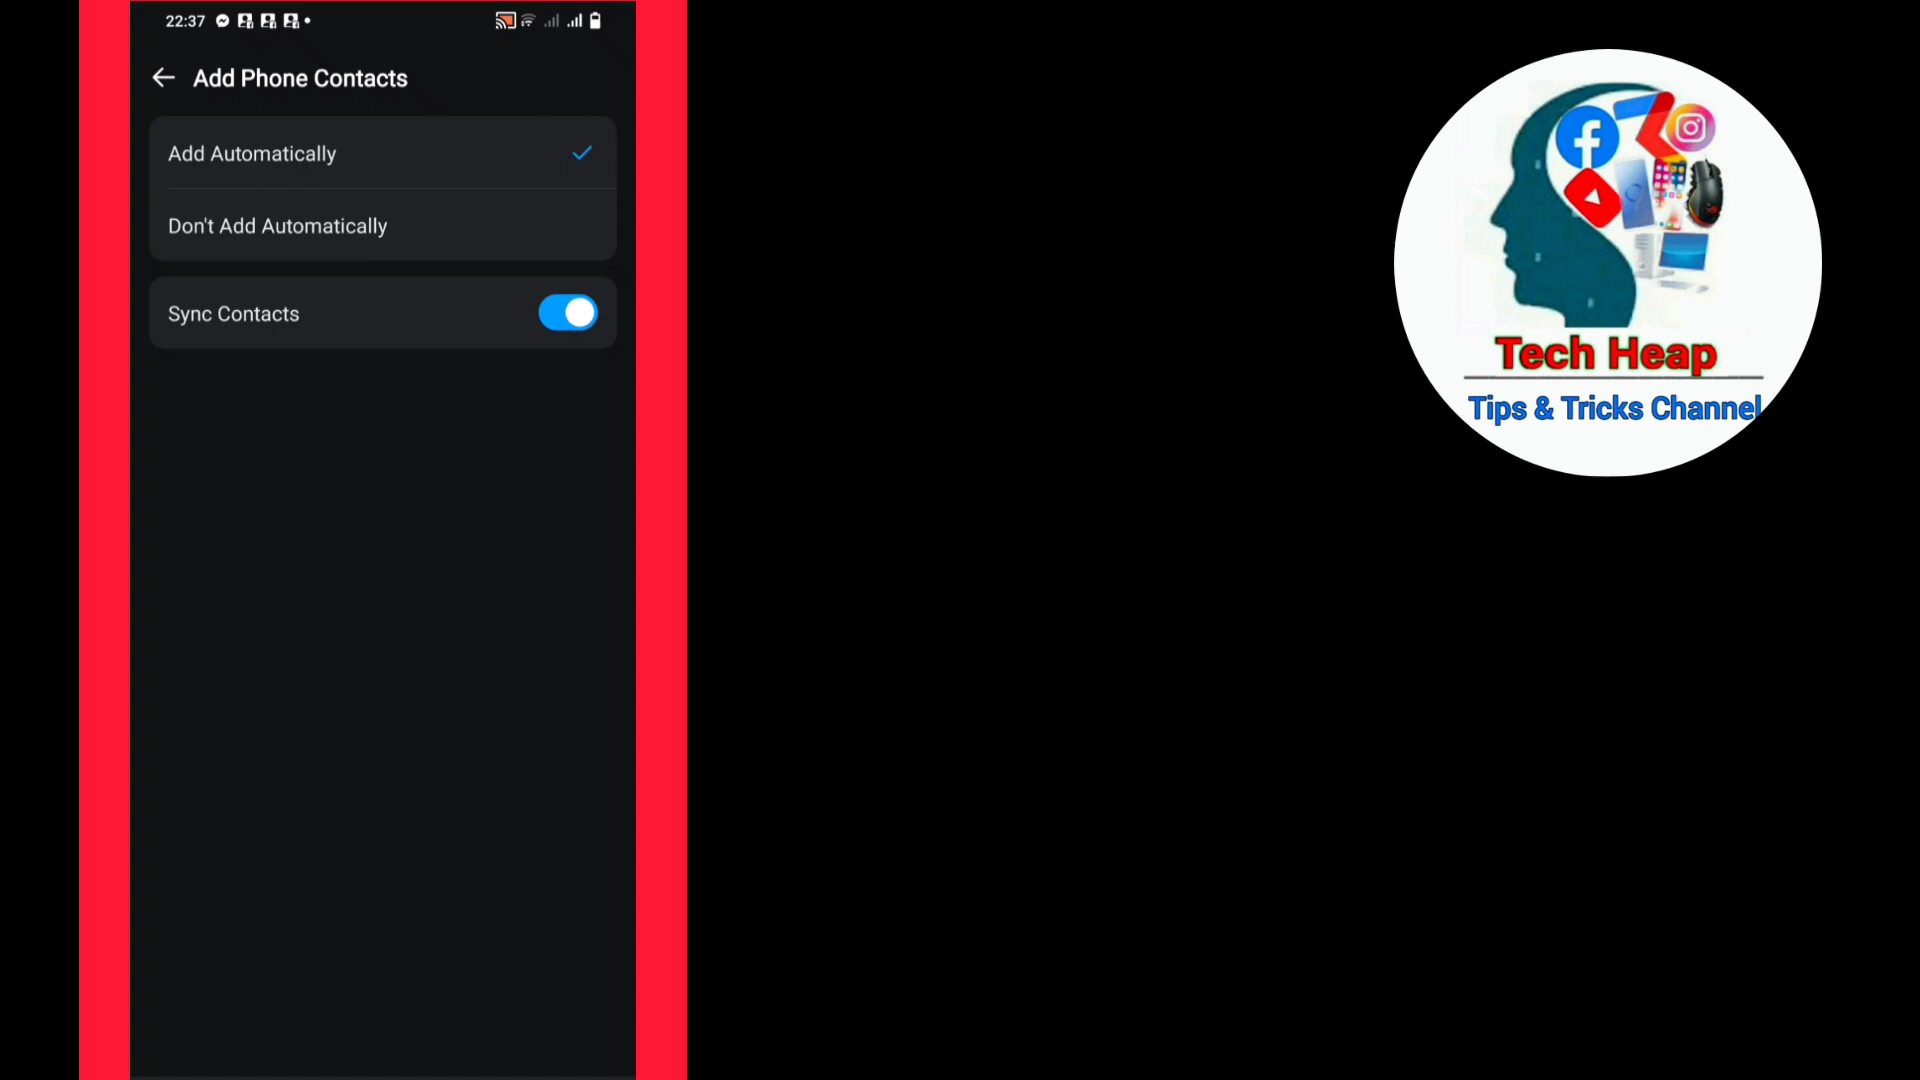 22:37
Add Phone Contacts
Add Automatically
Don't Add Automatically
Sync Contacts
Tech Heap
Tips & Tricks Channel